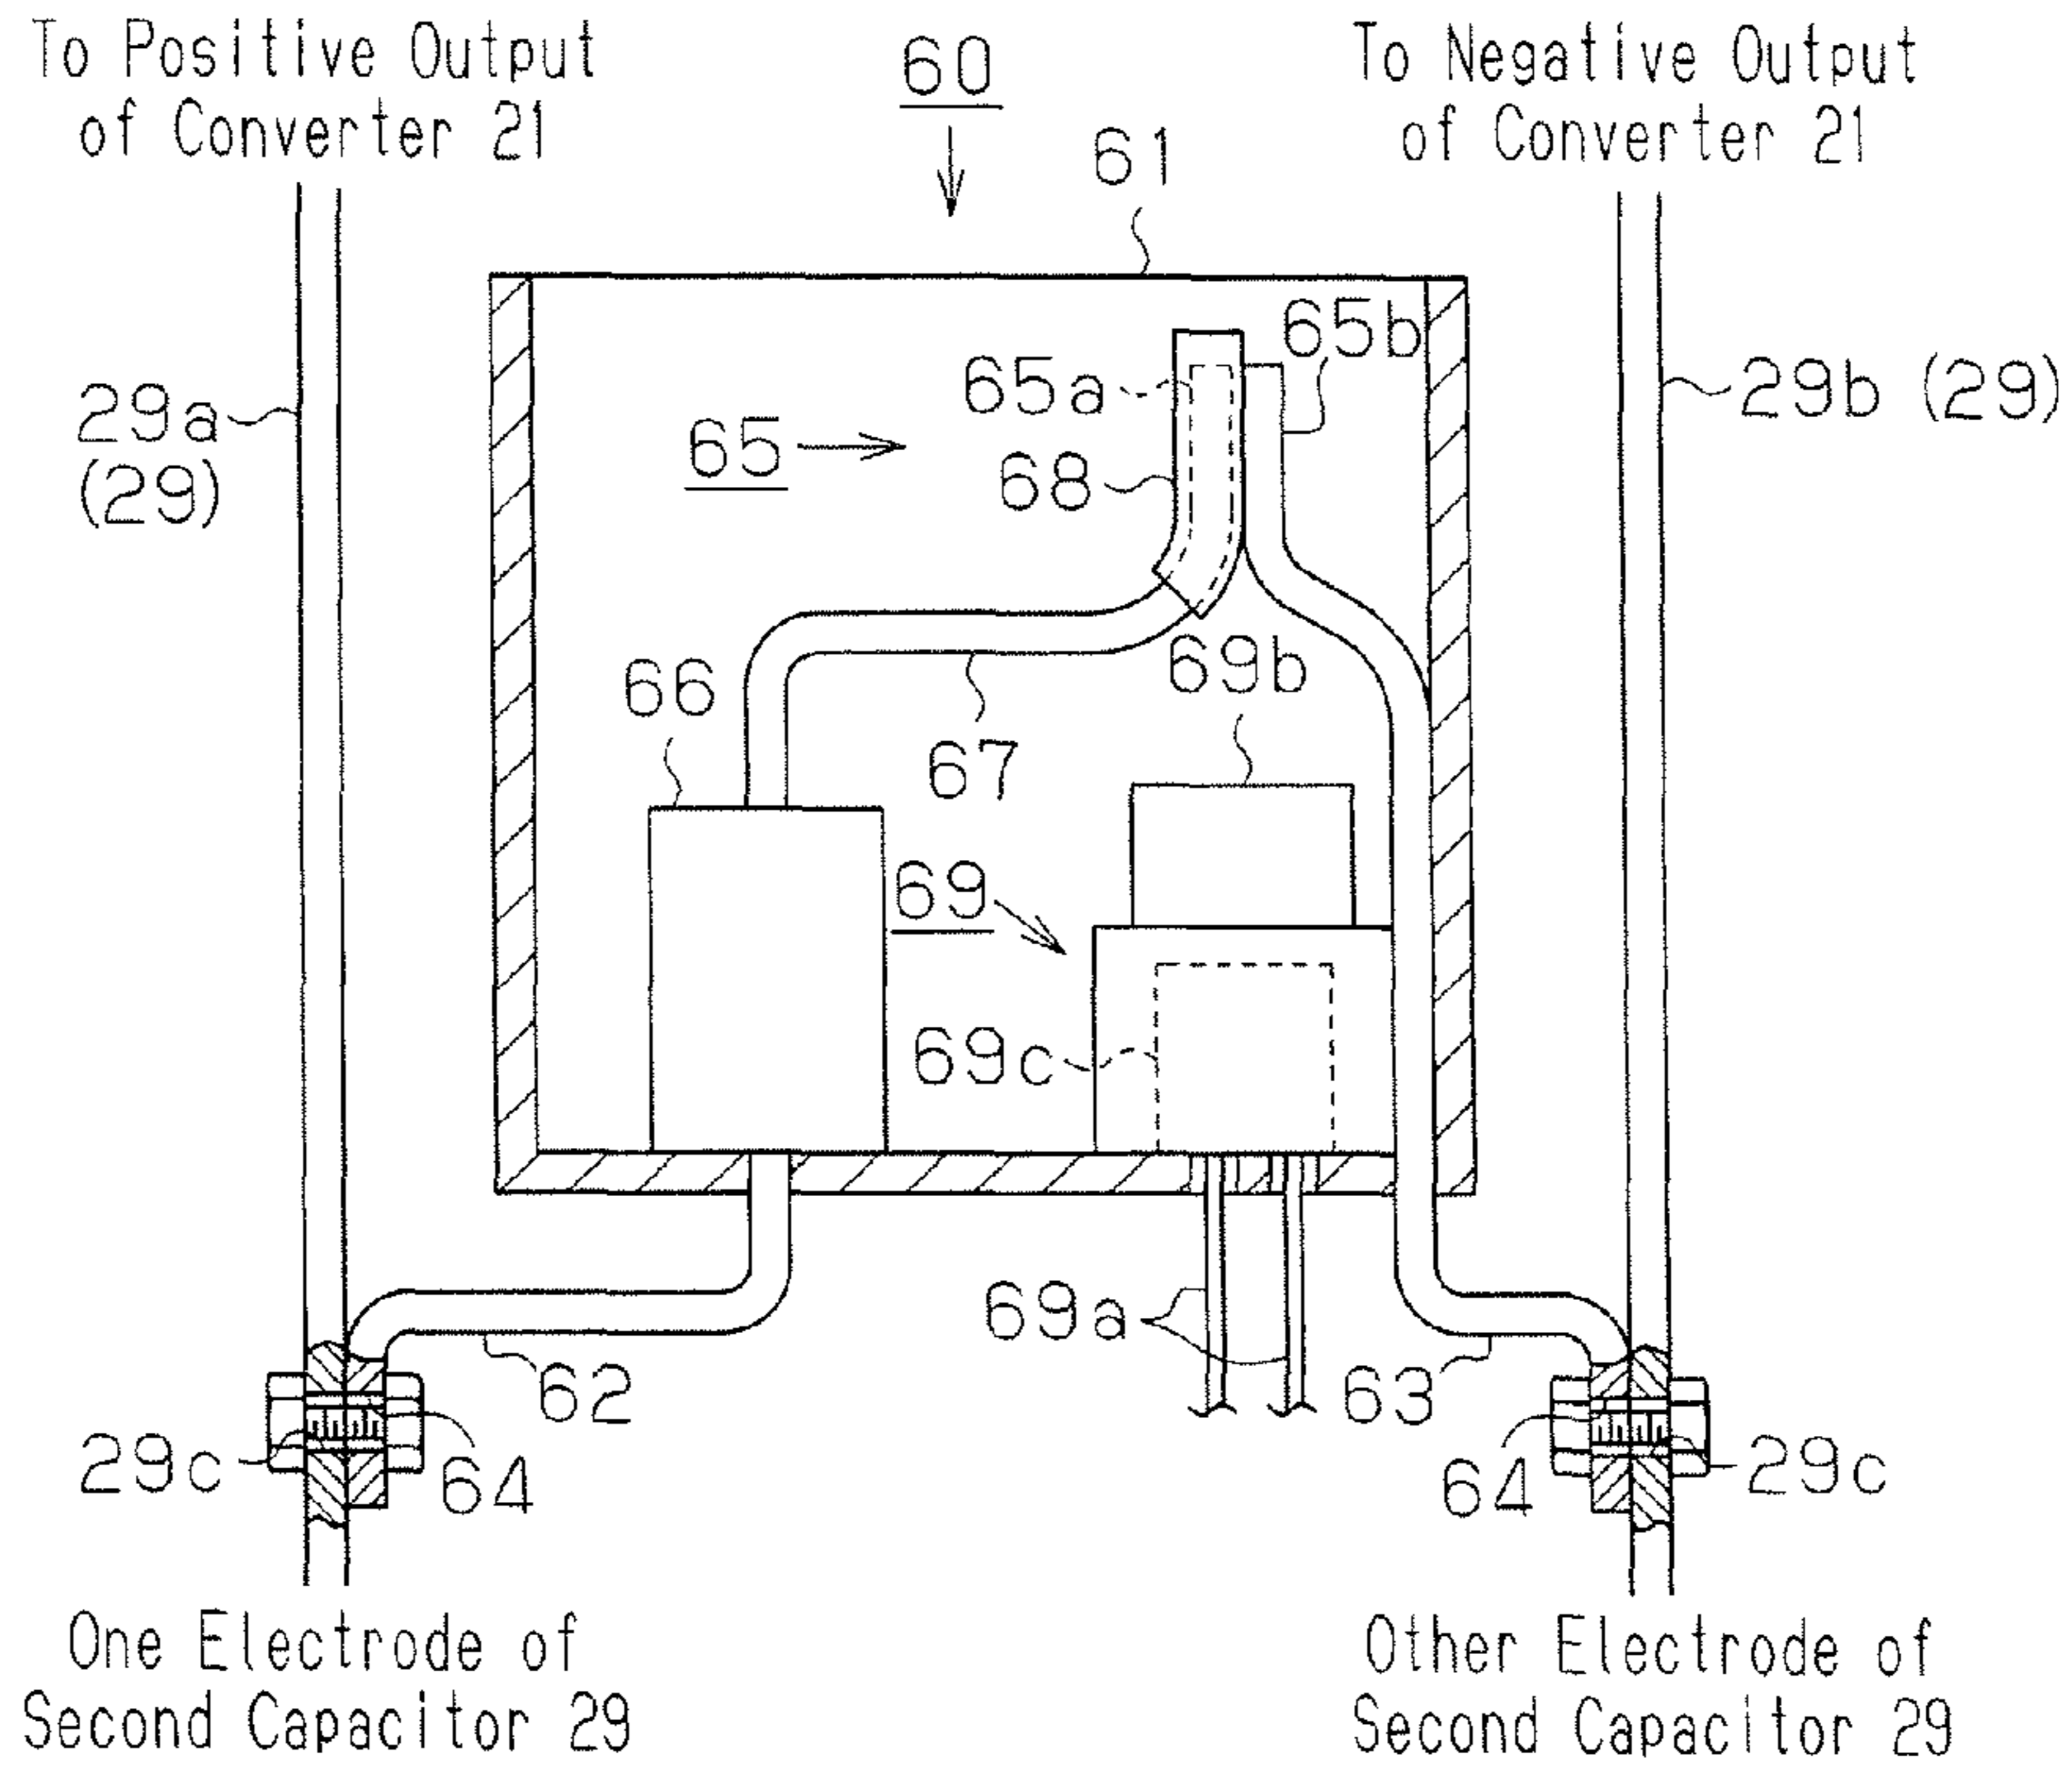 To Positive Output
of Converter 21
60
To Negative Output
of Converter 21
61
65b
65a
29a
(29)
65
68
29b (29)
69b
66
67
69
69c
69a
62
63
29c
64
64
29c
One Electrode of
Second Capacitor 29
Other Electrode of
Second Capacitor 29